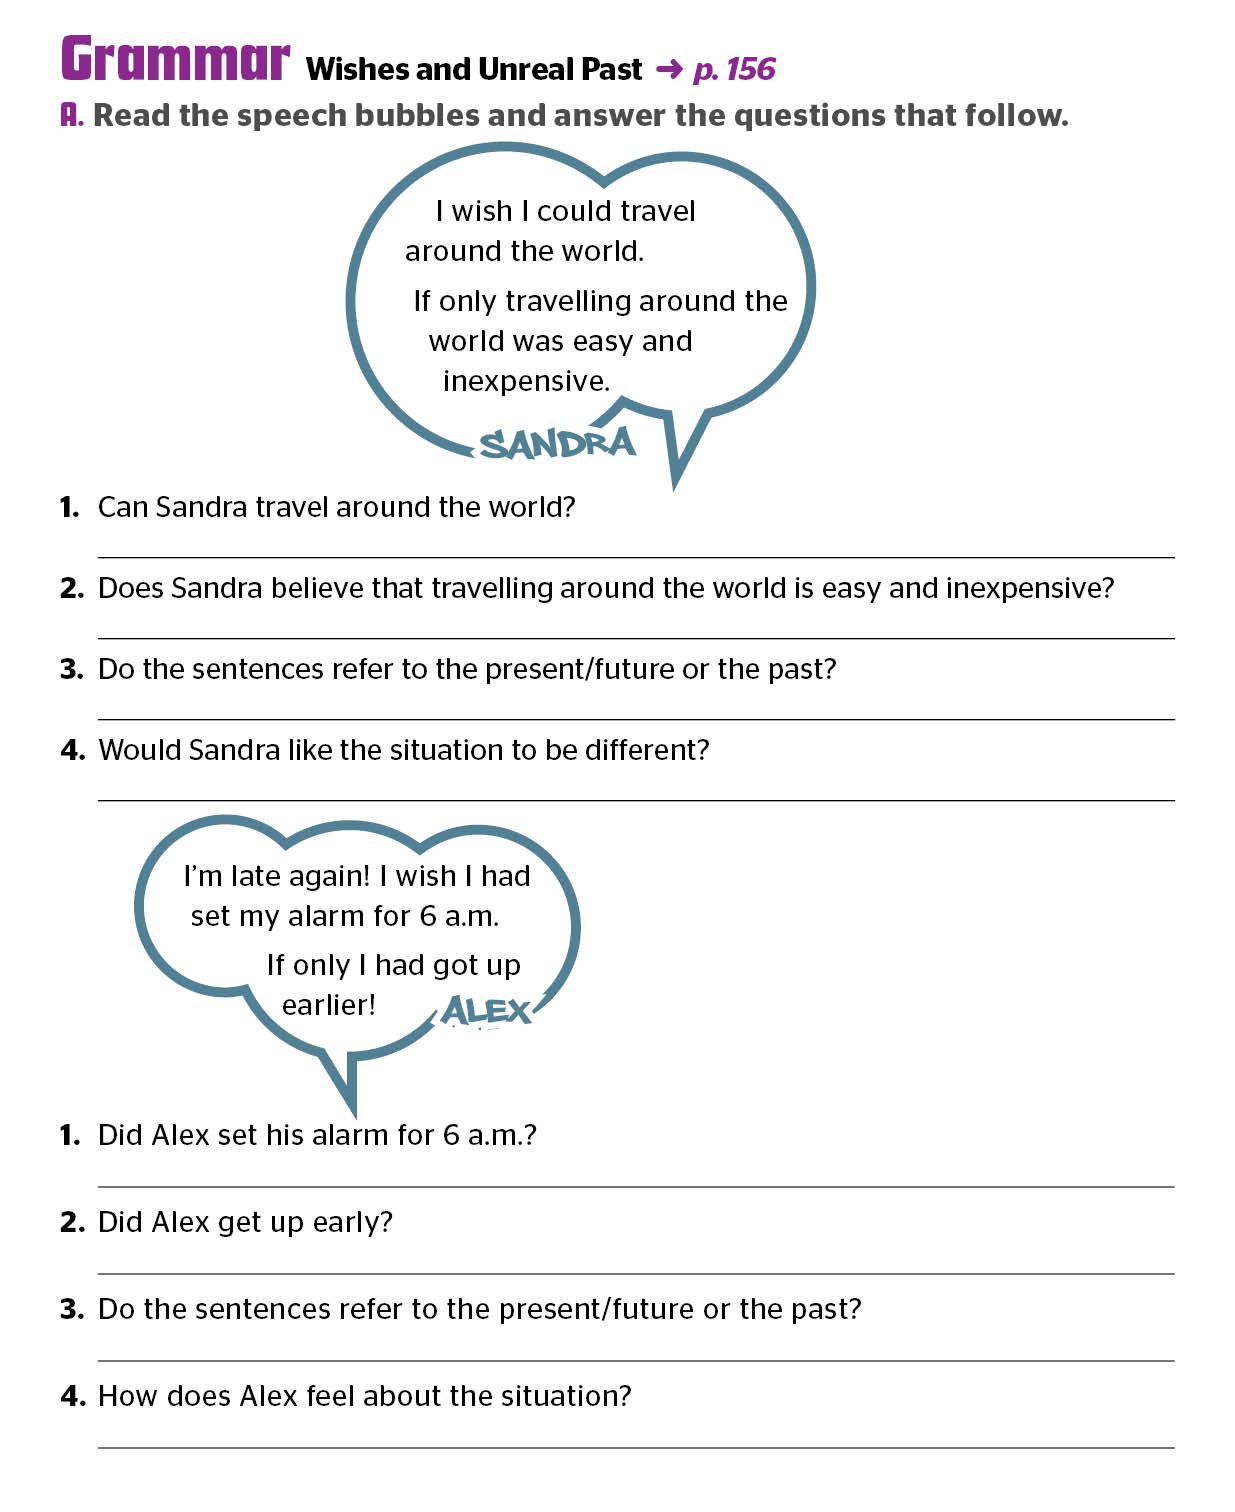 Grammar Wishes and Unreal Past → p. 156
A. Read the speech bubbles and answer the questions that follow.
I wish I could travel
around the world.
If only travelling around the
world was easy and
inexpensive.
SANDRA
1. Can Sandra travel around the world?
2. Does Sandra believe that travelling around the world is easy and inexpensive?
3. Do the sentences refer to the present/future or the past?
4. Would Sandra like the situation to be different?
I'm late again! I wish I had
set my alarm for 6 a.m.
If only I had got up
earlier!
ALEX
1. Did Alex set his alarm for 6 a.m.?
2. Did Alex get up early?
3. Do the sentences refer to the present/future or the past?
4. How does Alex feel about the situation?